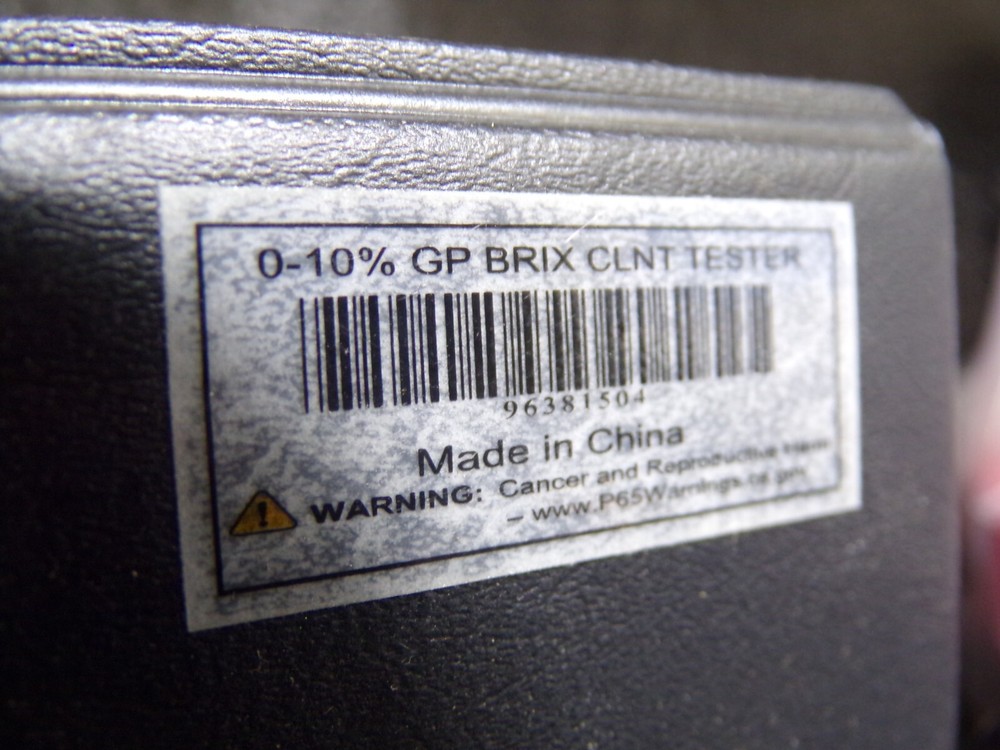 0-10% GP BRIX CLNT TESTER
96381504
Made in China
WARNING: Cancer and Reproductive Harm
– www.P65Warnings.ca.gov